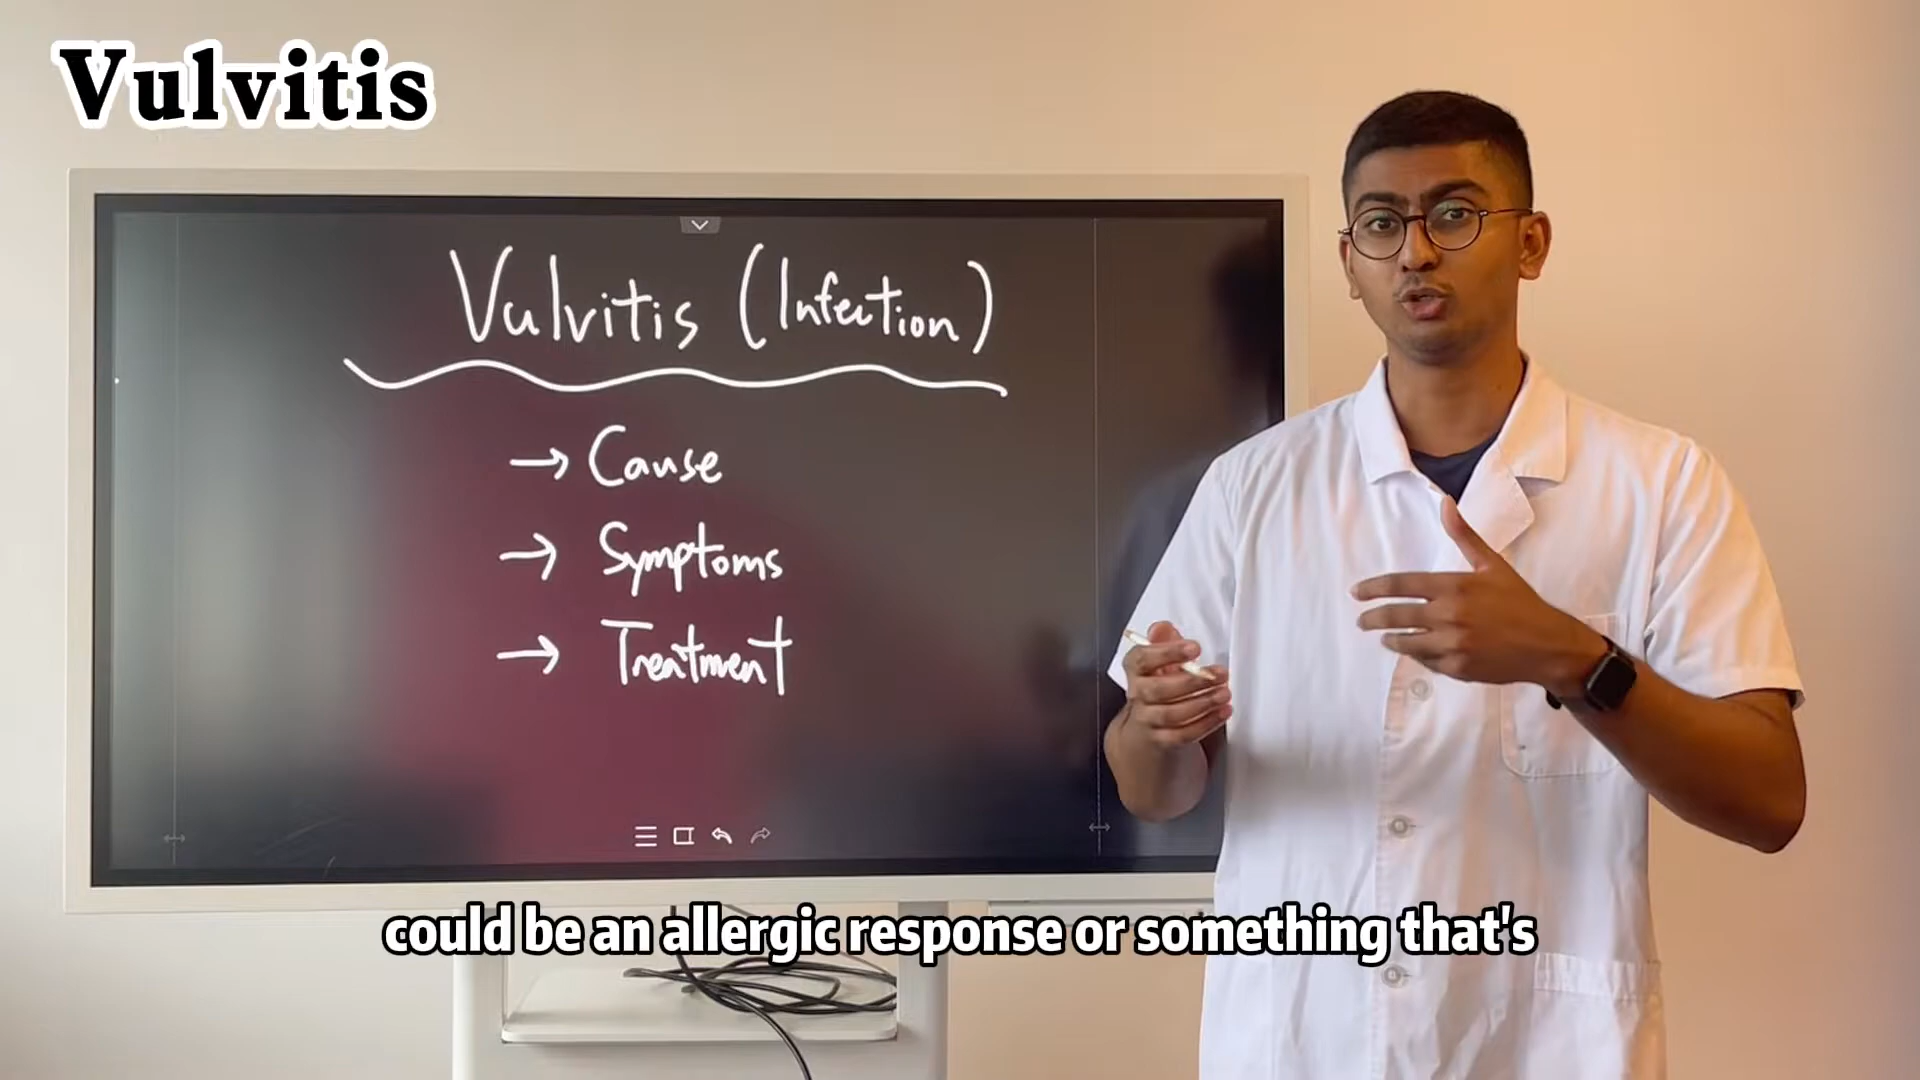 Vulvitis
Vulvitis (Infection)
→ Cause
→ Symptoms
→ Treatment
could be an allergic response or something that's